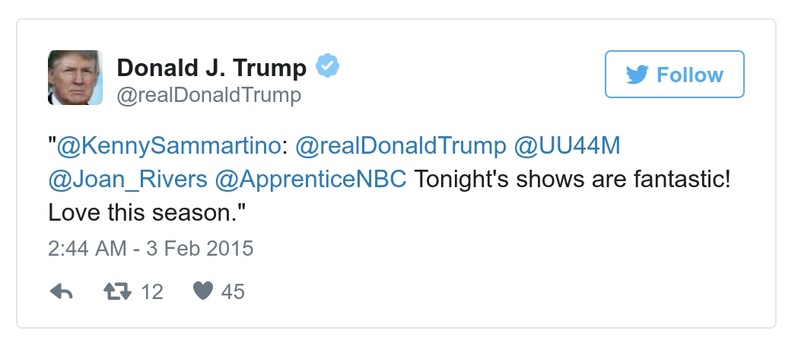 Donald J. Trump
@realDonaldTrump
Follow
"@KennySammartino: @realDonaldTrump @UU44M
@Joan_Rivers @ApprenticeNBC Tonight's shows are fantastic!
Love this season."
2:44 AM - 3 Feb 2015
12 45